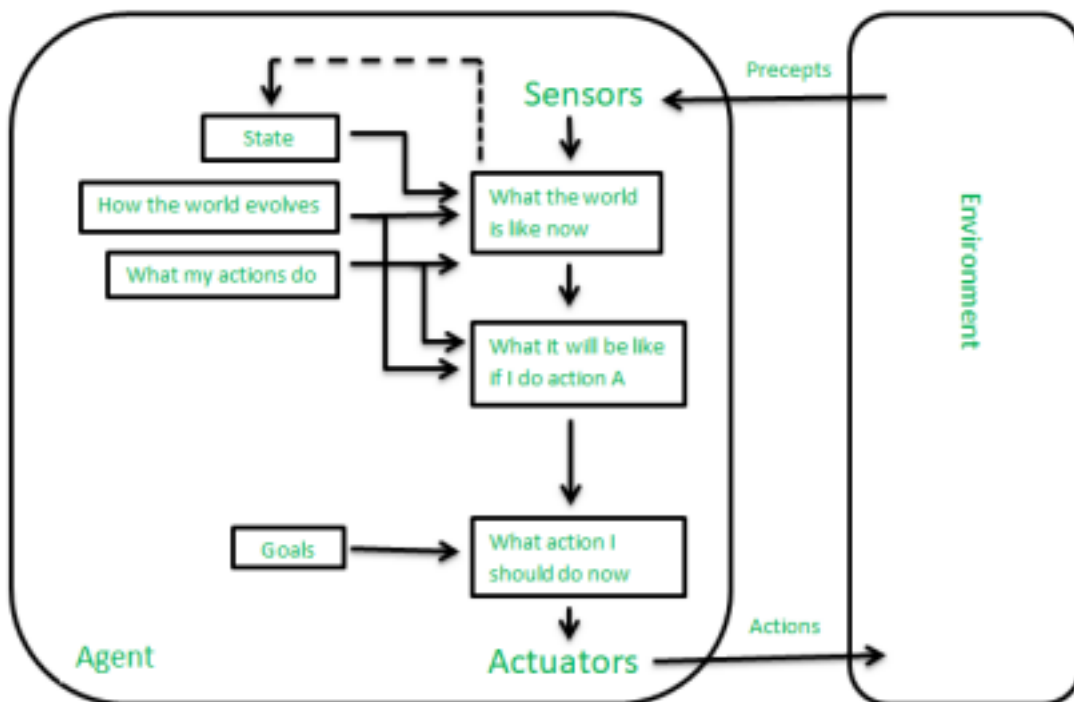 Precepts
Sensors
State
What the world
is like now
How the world evolves
What my actions do
Environment
What it will be like
if I do action A
What action I
should do now
Goals
Actions
Agent
Actuators